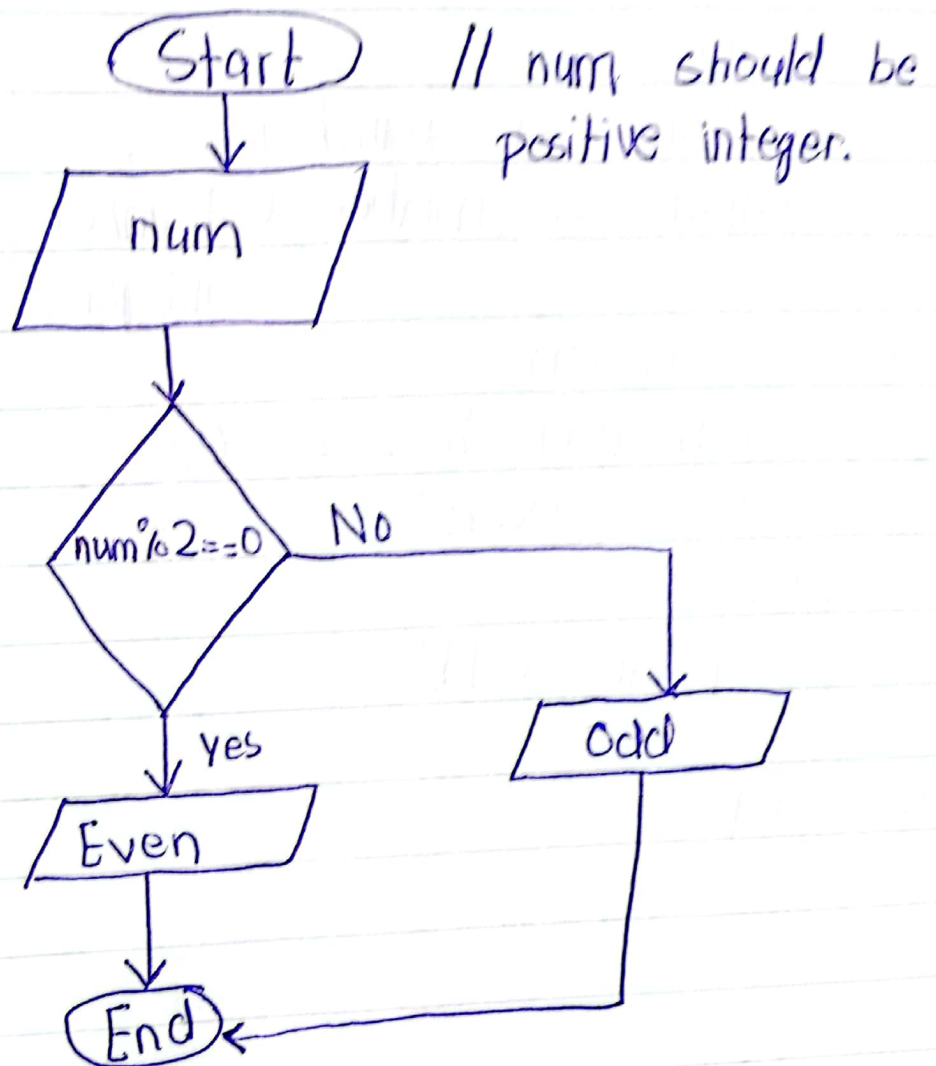 Start
// num should be
positive integer.
num
num%2==0
No
yes
odd
Even
End